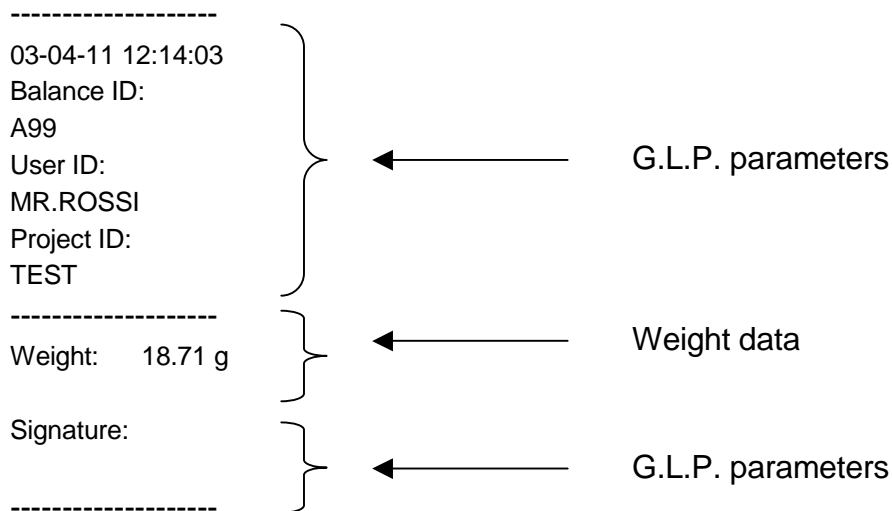 ---------------------
03-04-11 12:14:03
Balance ID:
A99
User ID:
MR.ROSSI
Project ID:
TEST
G.L.P. parameters
---------------------
Weight: 18.71 g
Weight data
Signature:
G.L.P. parameters
---------------------